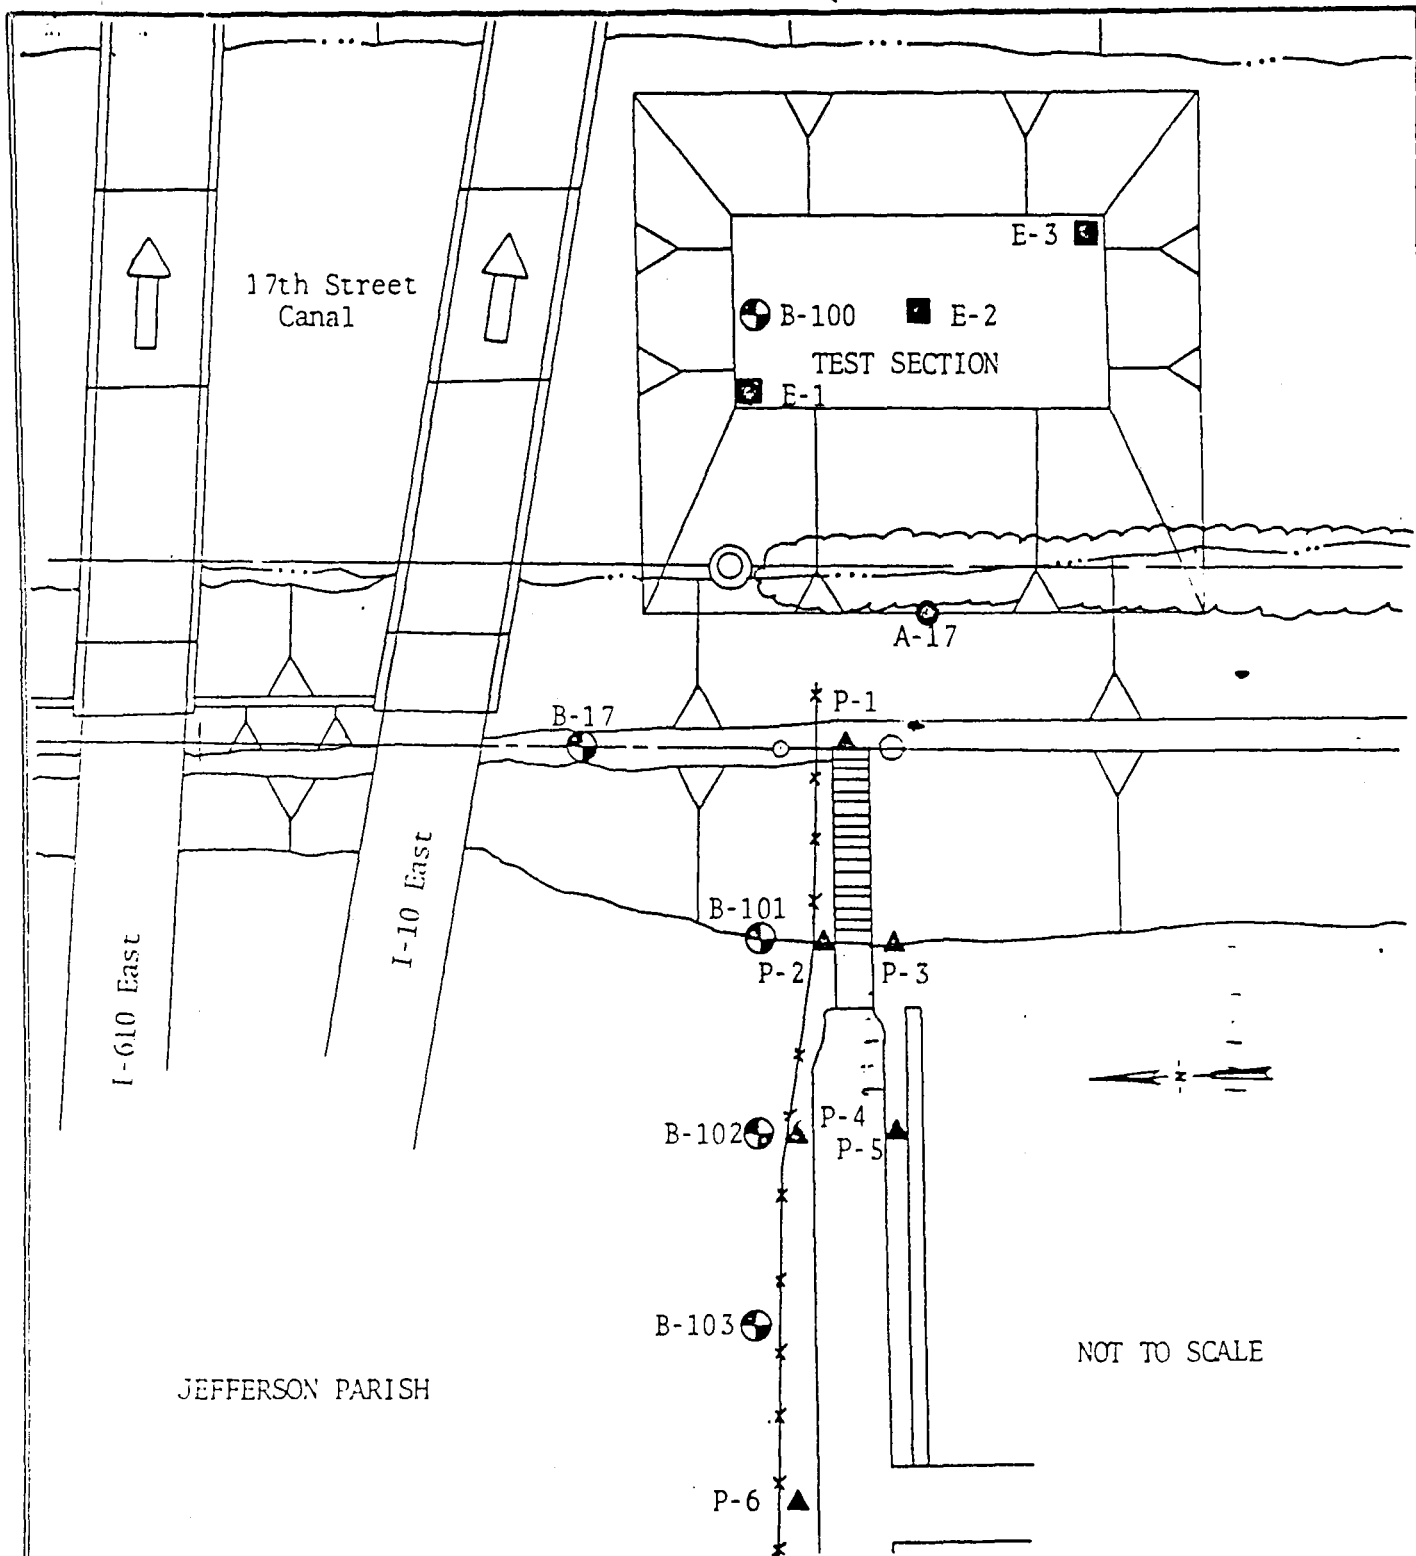 E-3
17th Street
Canal
B-100
E-2
TEST SECTION
E-1
A-17
P-1
B-17
I-10 East
B-101
P-2
P-3
I-610 East
P-4
B-102
P-5
B-103
NOT TO SCALE
JEFFERSON PARISH
P-6